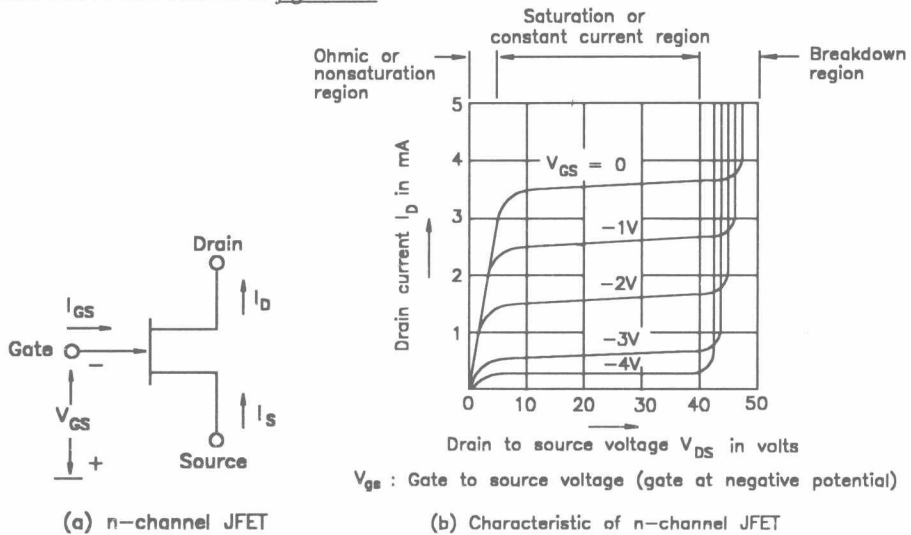 Saturation or
constant current region
Ohmic or
nonsaturation
region
Breakdown
region
Drain current I_D in mA
5
4
3
2
1
V_GS = 0
−1V
−2V
−3V
−4V
0
10
20
30
40
50
Drain to source voltage V_DS in volts
V_gs : Gate to source voltage (gate at negative potential)
Drain
I_D
I_GS
Gate
−
V_GS
+
I_S
Source
(a) n−channel JFET
(b) Characteristic of n−channel JFET